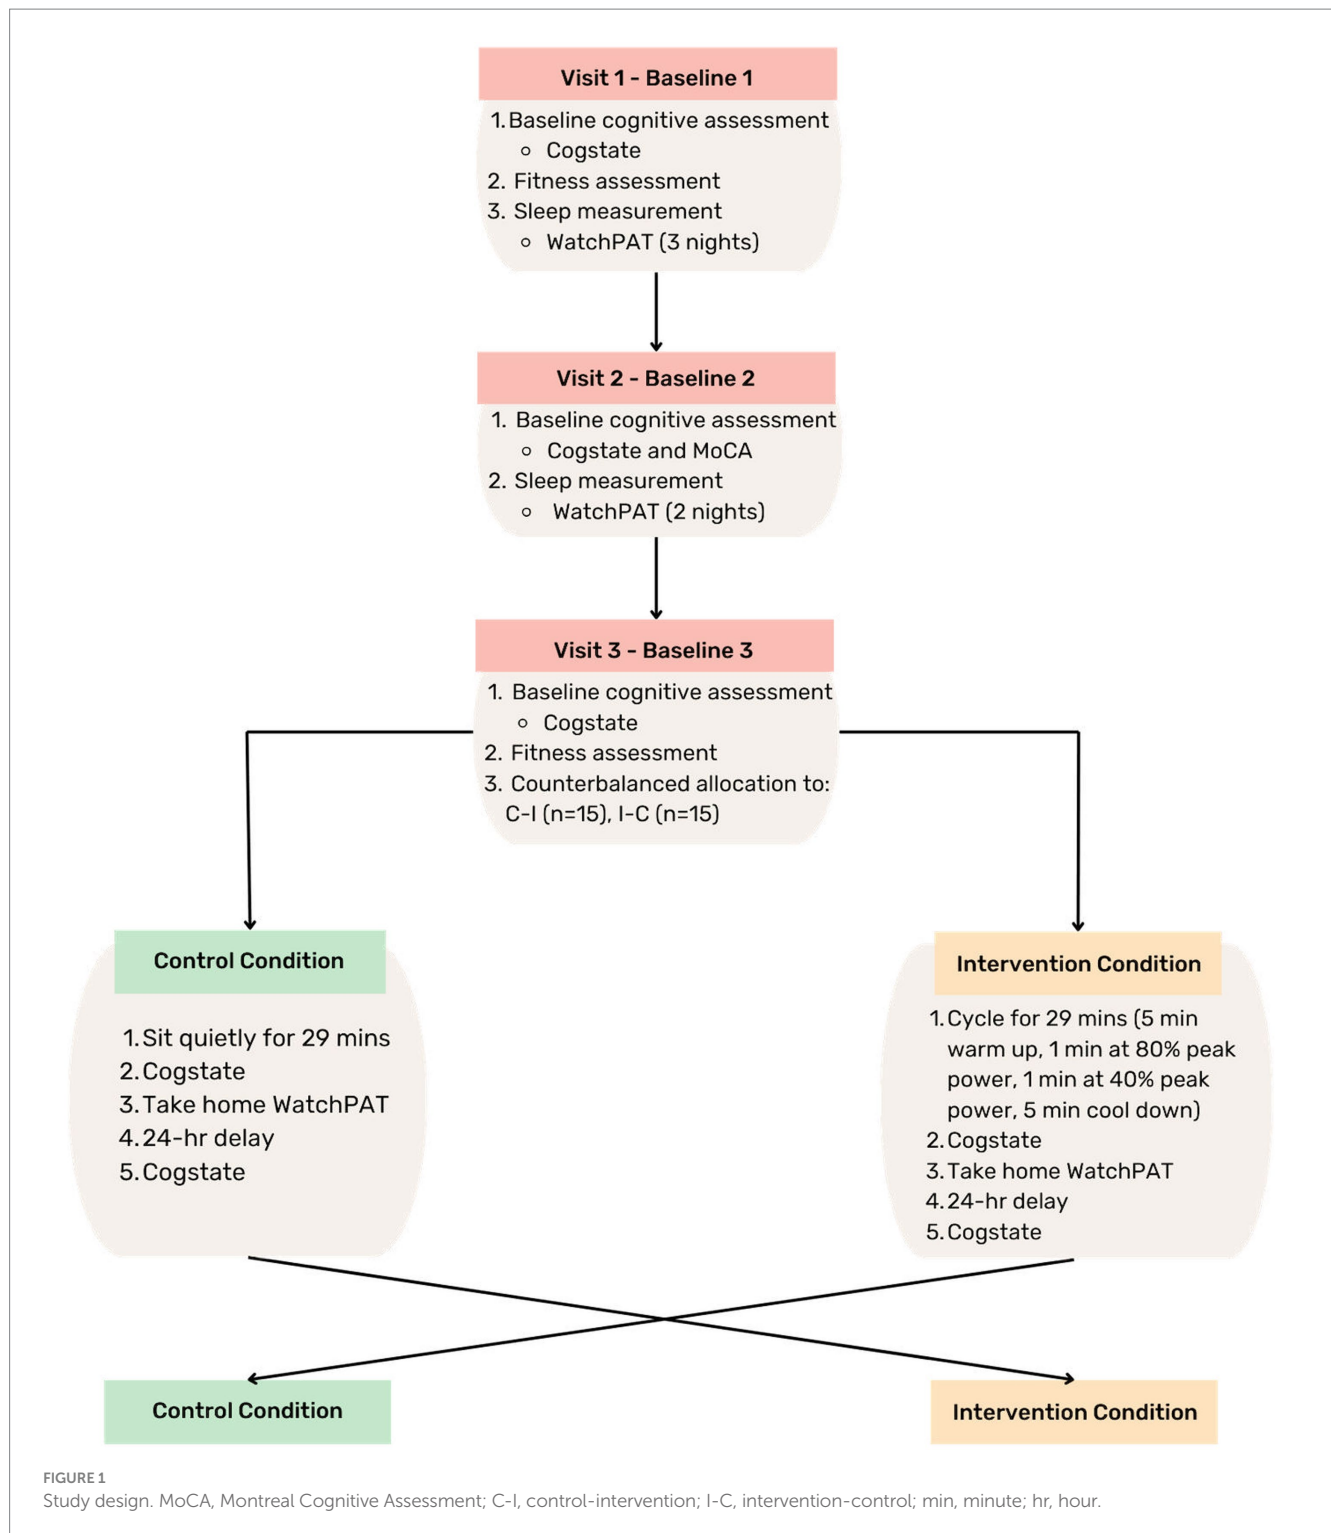 Visit 1 - Baseline 1
1. Baseline cognitive assessment
Cogstate
2. Fitness assessment
3. Sleep measurement
WatchPAT (3 nights)
Visit 2 - Baseline 2
1. Baseline cognitive assessment
Cogstate and MoCA
2. Sleep measurement
WatchPAT (2 nights)
Visit 3 - Baseline 3
1. Baseline cognitive assessment
Cogstate
2. Fitness assessment
3. Counterbalanced allocation to:
C-I (n=15), I-C (n=15)
Control Condition
1. Sit quietly for 29 mins
2. Cogstate
3. Take home WatchPAT
4. 24-hr delay
5. Cogstate
Intervention Condition
1. Cycle for 29 mins (5 min
warm up, 1 min at 80% peak
power, 1 min at 40% peak
power, 5 min cool down)
2. Cogstate
3. Take home WatchPAT
4. 24-hr delay
5. Cogstate
Control Condition
Intervention Condition
FIGURE 1
Study design. MoCA, Montreal Cognitive Assessment; C-I, control-intervention; I-C, intervention-control; min, minute; hr, hour.